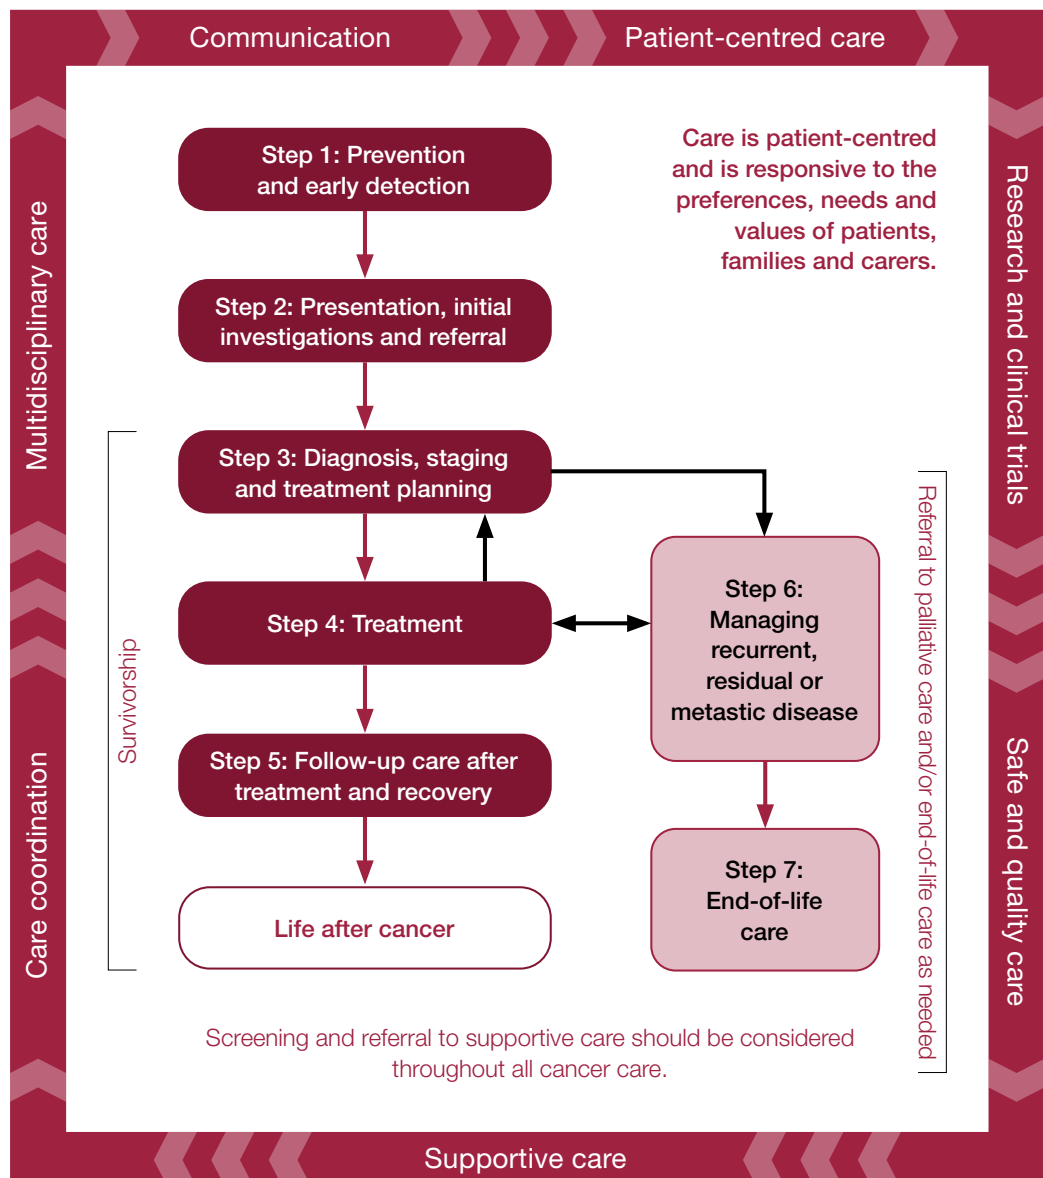 Communication
Patient-centred care
Multidisciplinary care
Care coordination
Research and clinical trials
Safe and quality care
Supportive care
Care is patient-centred
and is responsive to the
preferences, needs and
values of patients,
families and carers.
Step 1: Prevention
and early detection
Step 2: Presentation, initial
investigations and referral
Step 3: Diagnosis, staging
and treatment planning
Step 4: Treatment
Step 5: Follow-up care after
treatment and recovery
Life after cancer
Survivorship
Step 6:
Managing
recurrent,
residual or
metastic disease
Step 7:
End-of-life
care
Referral to palliative care and/or end-of-life care as needed
Screening and referral to supportive care should be considered
throughout all cancer care.